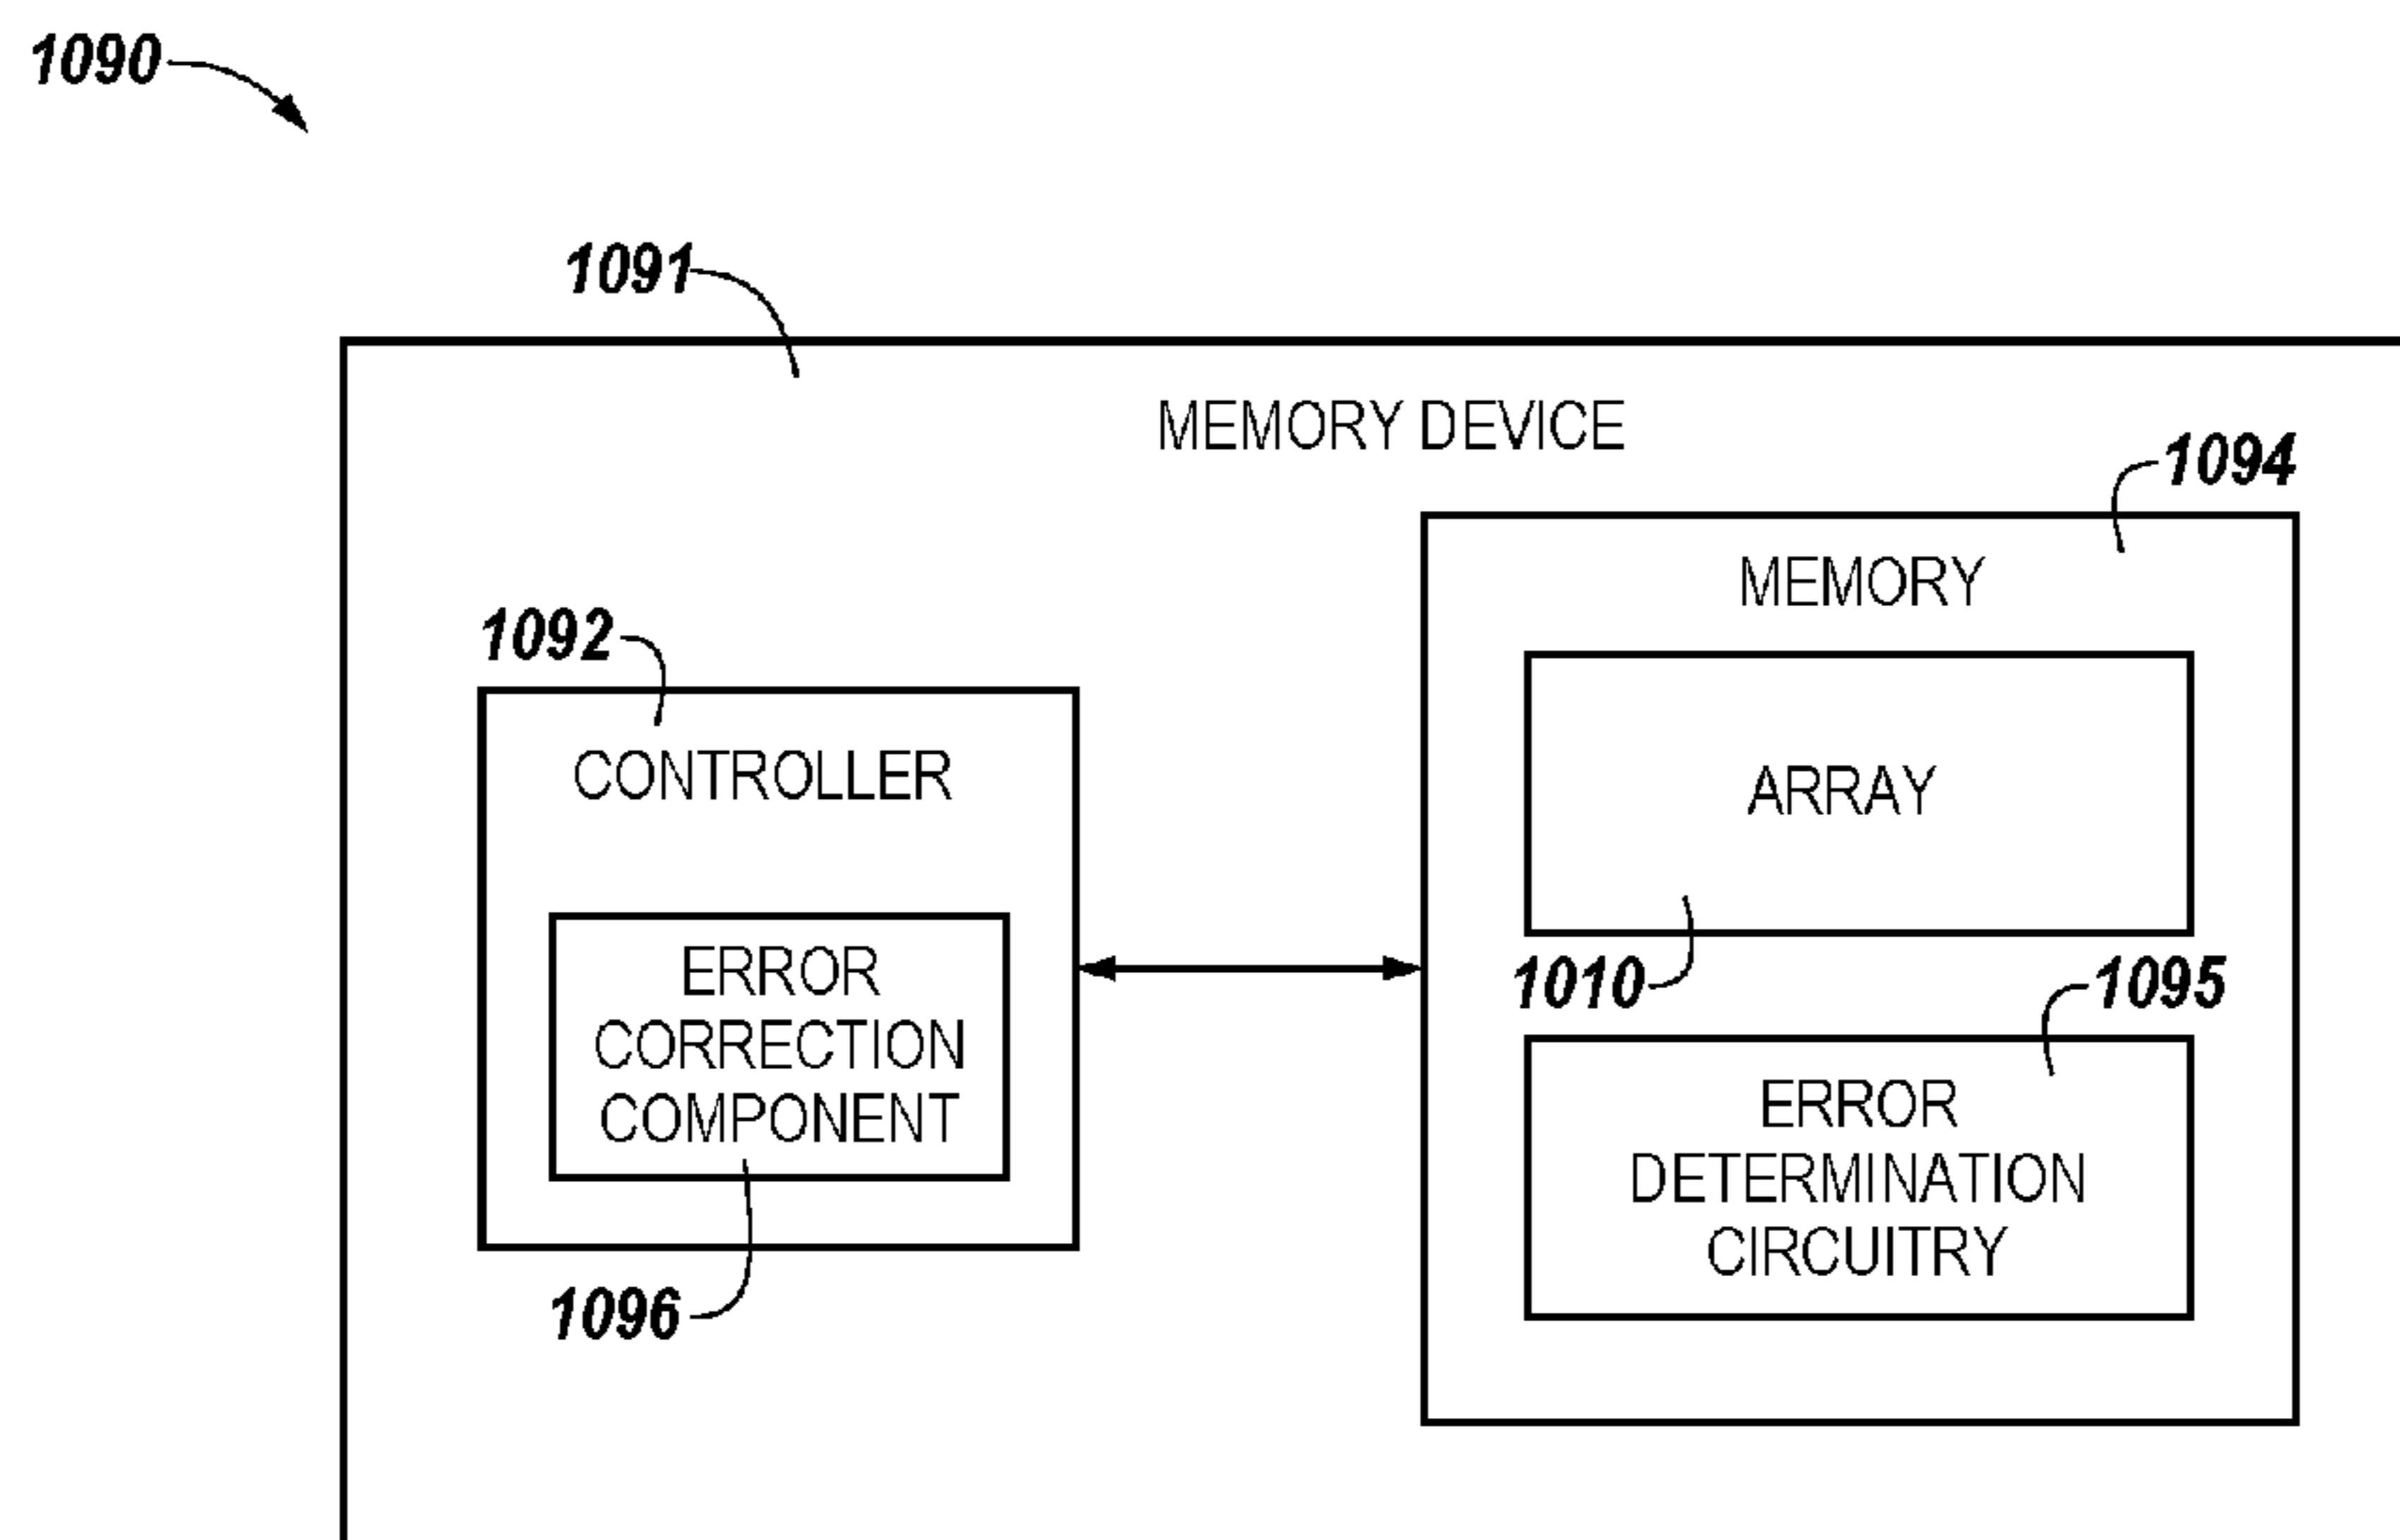 1090
1091
MEMORY DEVICE
1094
MEMORY
1092
CONTROLLER
ARRAY
ERROR
CORRECTION
COMPONENT
1010
1095
ERROR
DETERMINATION
CIRCUITRY
1096